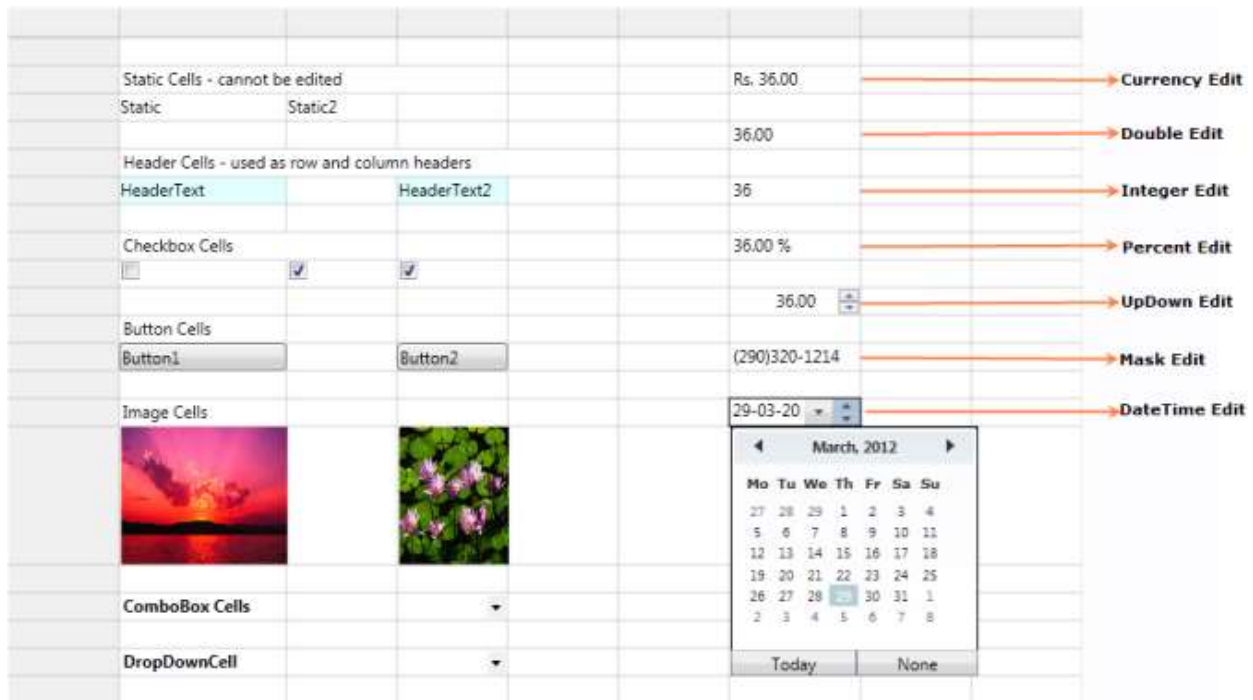 Static Cells - cannot be edited Rs. 36.00 Currency Edit
Static Static2
36.00 Double Edit
Header Cells - used as row and column headers
HeaderText HeaderText2 36 Integer Edit
Checkbox Cells 36.00 % Percent Edit
36.00 UpDown Edit
Button Cells
Button1 Button2 (290)320-1214 Mask Edit
Image Cells 29-03-20 DateTime Edit
March, 2012
Mo Tu We Th Fr Sa Su
27 28 29 1 2 3 4
5 6 7 8 9 10 11
12 13 14 15 16 17 18
19 20 21 22 23 24 25
26 27 28 29 30 31 1
2 3 4 5 6 7 8
ComboBox Cells
DropDownCell
Today None